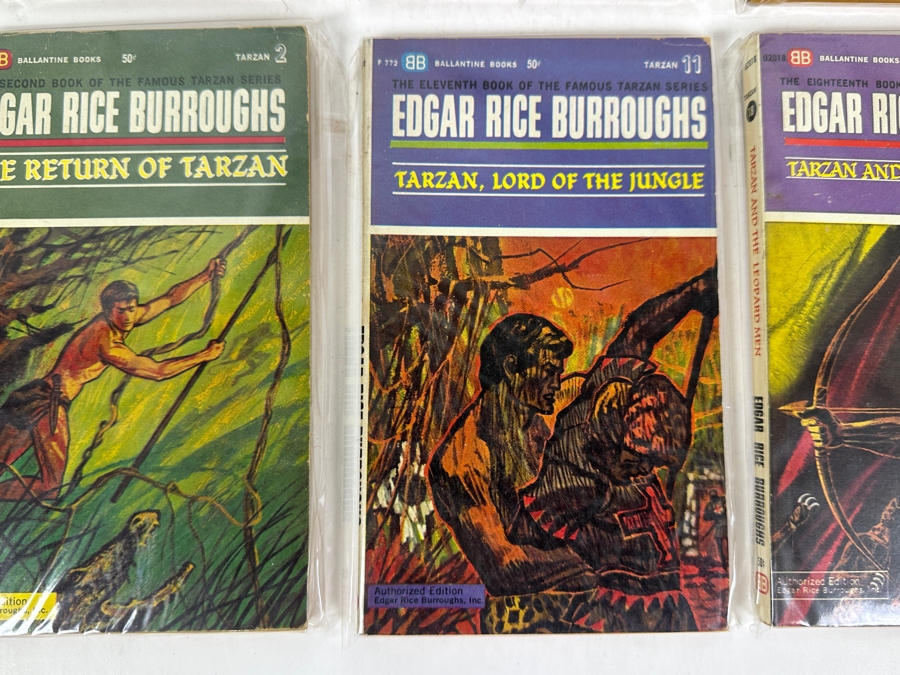 B BALLANTINE BOOKS 50¢ TARZAN 2
SECOND BOOK OF THE FAMOUS TARZAN SERIES
GAR RICE BURROUGHS
E RETURN OF TARZAN
ition
roughs, Inc.
F 772 BB BALLANTINE BOOKS 50¢ TARZAN 11
THE ELEVENTH BOOK OF THE FAMOUS TARZAN SERIES
EDGAR RICE BURROUGHS
TARZAN, LORD OF THE JUNGLE
Authorized Edition
Edgar Rice Burroughs, Inc.
TARZAN AND THE LEOPARD MEN
EDGAR RICE BURROUGHS
50¢
BB
BB BALLANTINE BOOKS
THE EIGHTEENTH BOOK
EDGAR RI
TARZAN AND
Authorized Edition
Edgar Rice Burroughs, Inc.